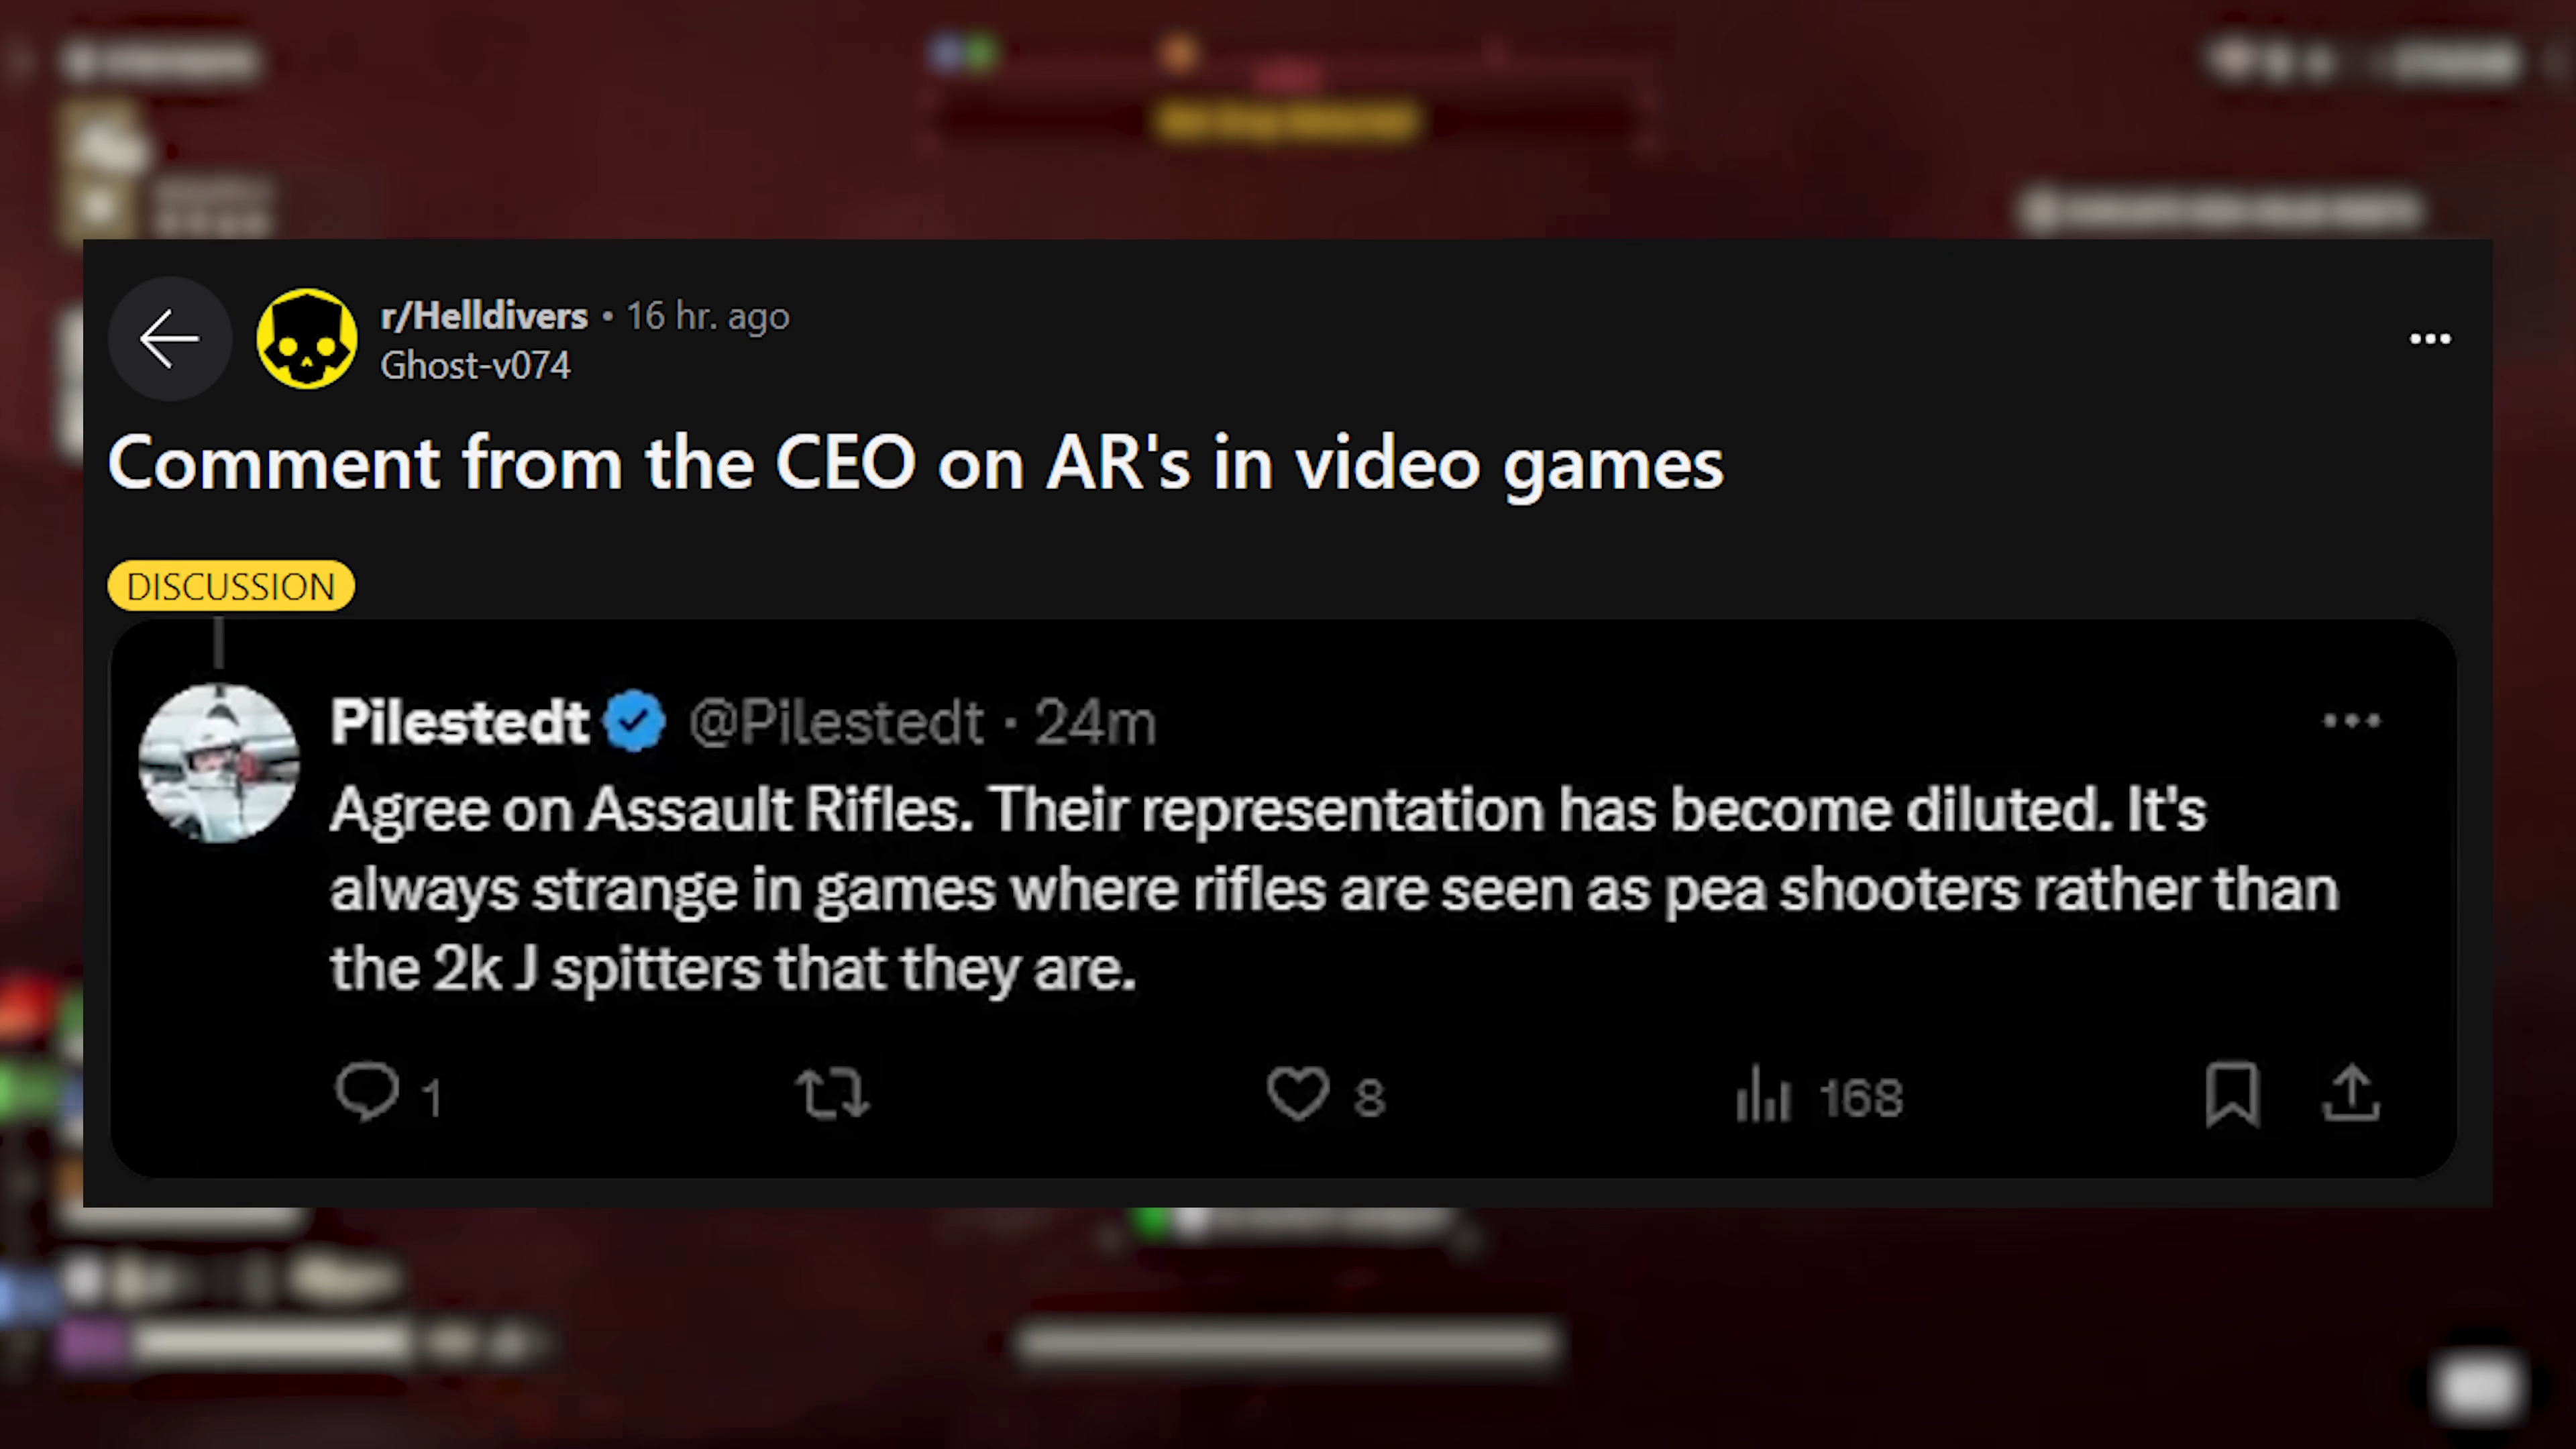 r/Helldivers • 16 hr. ago
Ghost-v074
Comment from the CEO on AR's in video games
DISCUSSION
Pilestedt @Pilestedt · 24m
Agree on Assault Rifles. Their representation has become diluted. It's
always strange in games where rifles are seen as pea shooters rather than
the 2k J spitters that they are.
1 8 168